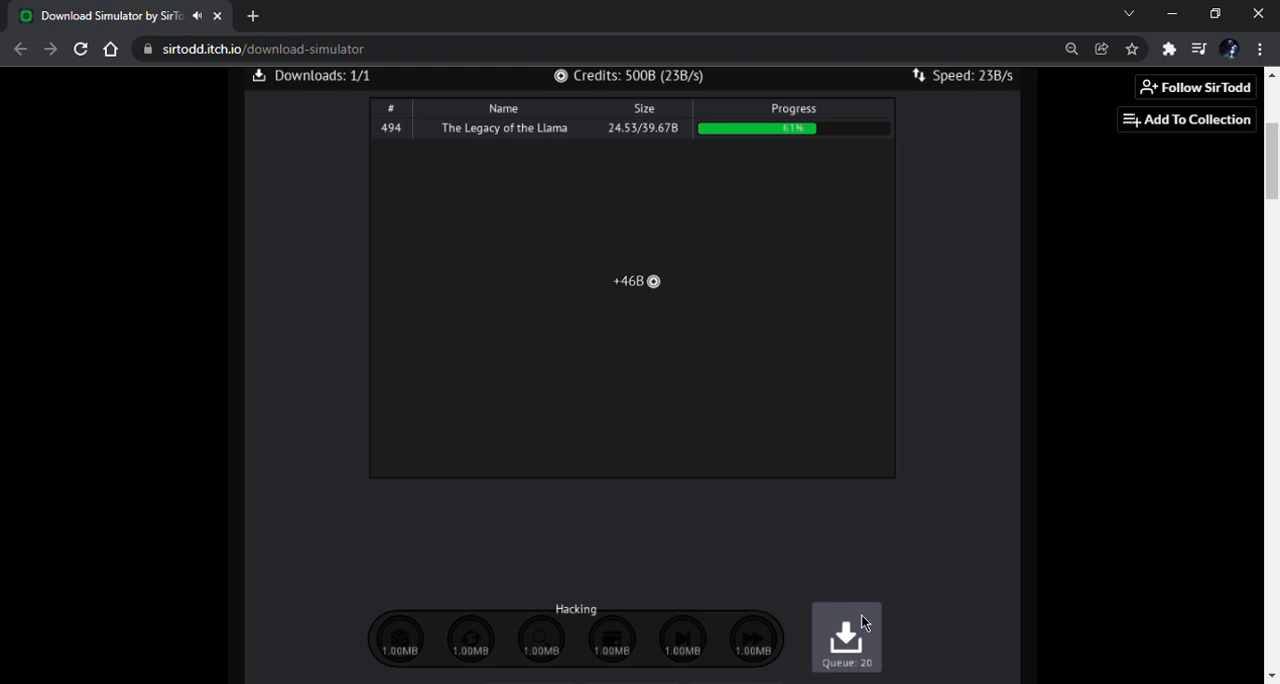 Download Simulator by SirTo
sirtodd.itch.io/download-simulator
Downloads: 1/1 Credits: 500B (23B/s) Speed: 23B/s
Follow SirTodd
Add To Collection
# Name Size Progress
494 The Legacy of the Llama 24.53/39.67B 61%
+46B
Hacking
1.00MB 1.00MB 1.00MB 1.00MB 1.00MB 1.00MB
Queue: 20